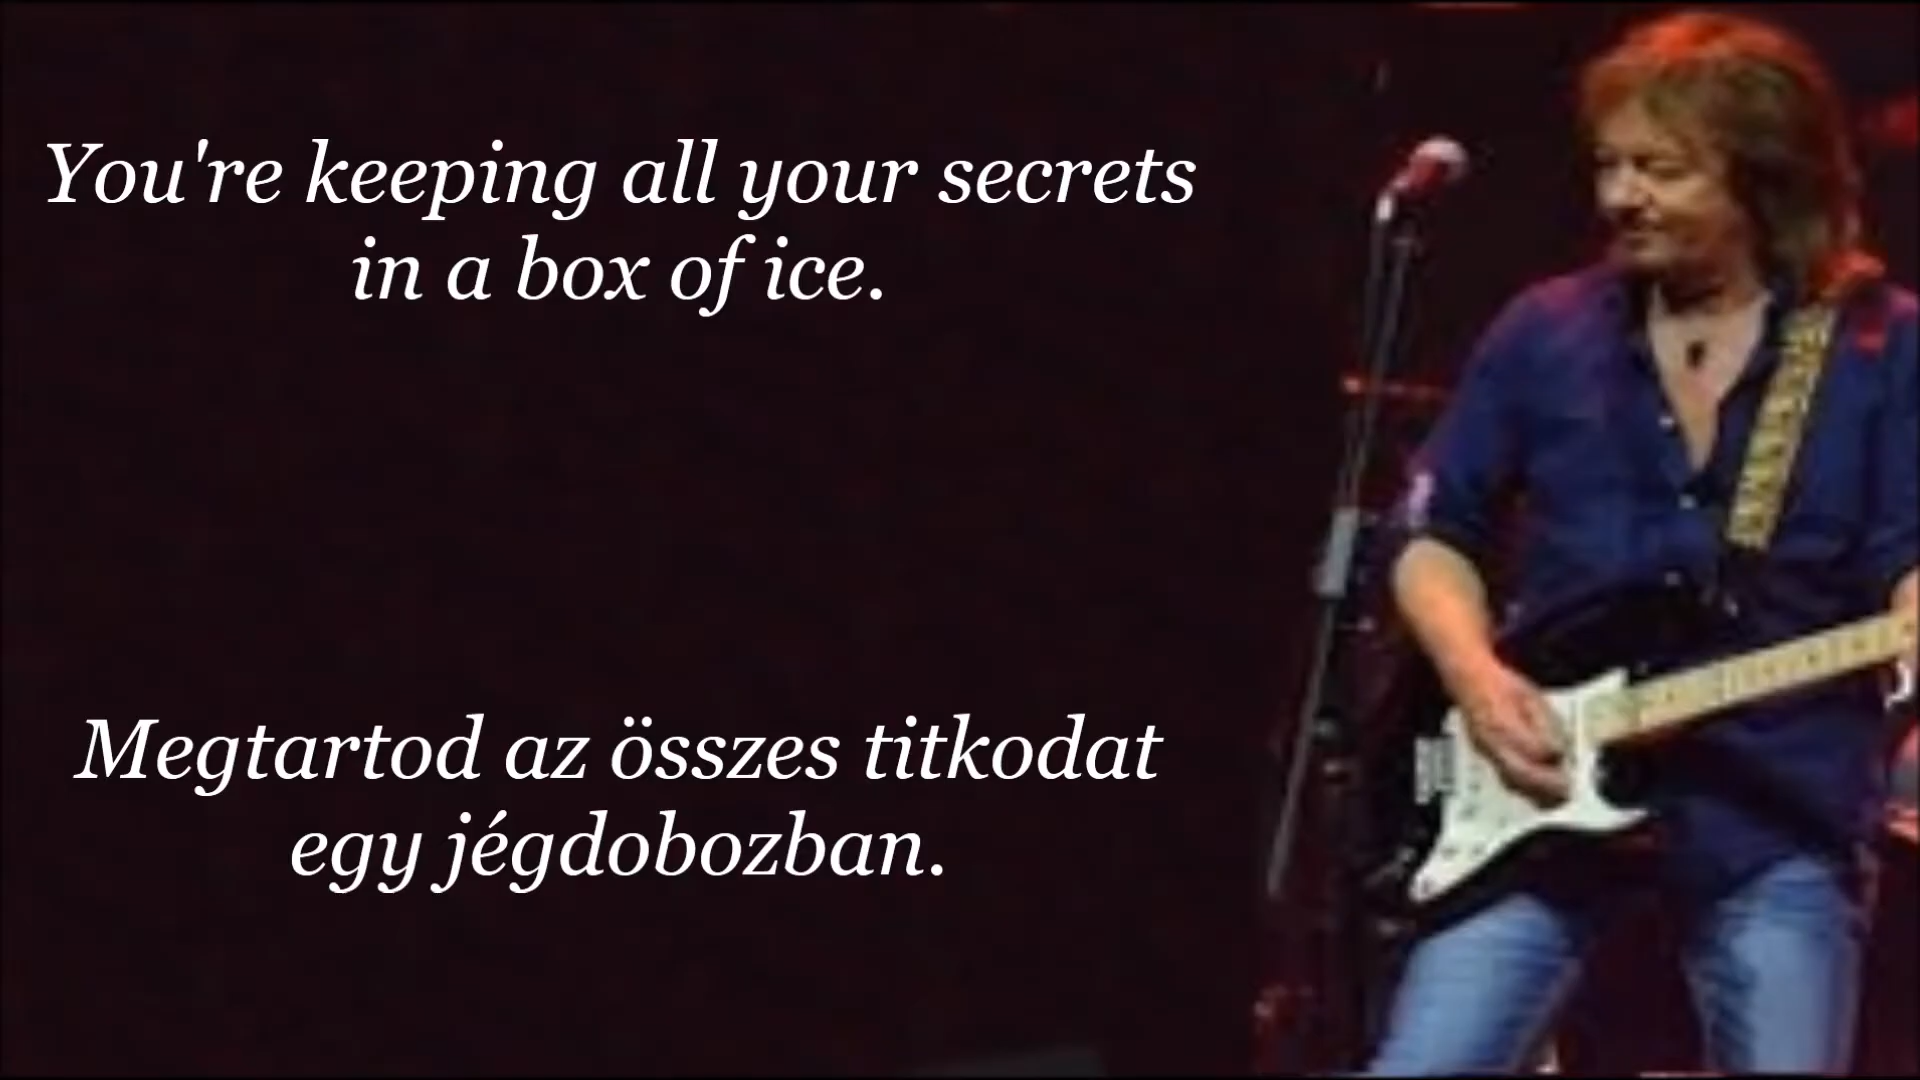 You're keeping all your secrets
in a box of ice.
Megtartod az összes titkodat
egy jégdobozban.